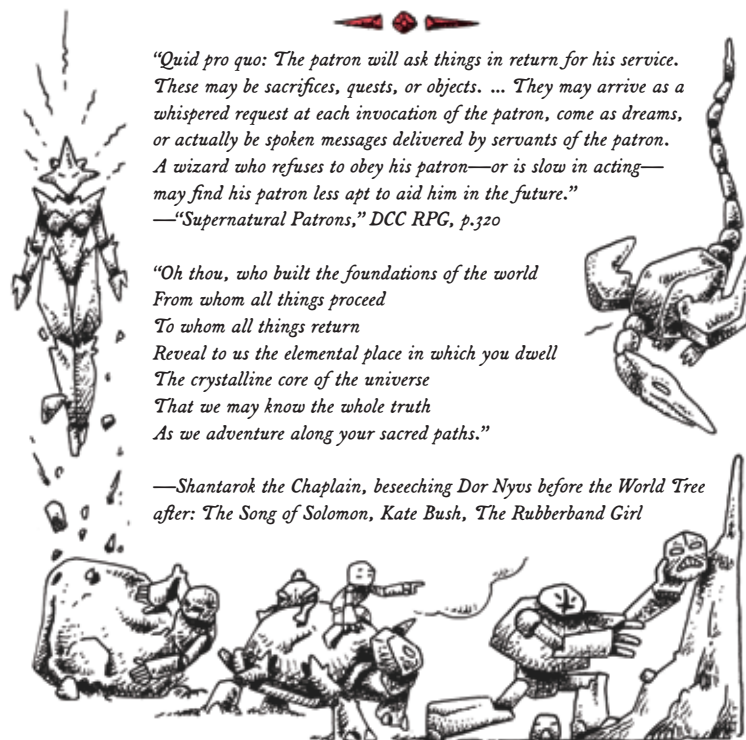 “Quid pro quo: The patron will ask things in return for his service.
These may be sacrifices, quests, or objects. ... They may arrive as a
whispered request at each invocation of the patron, come as dreams,
or actually be spoken messages delivered by servants of the patron.
A wizard who refuses to obey his patron—or is slow in acting—
may find his patron less apt to aid him in the future.”
—“Supernatural Patrons,” DCC RPG, p.320
“Oh thou, who built the foundations of the world
From whom all things proceed
To whom all things return
Reveal to us the elemental place in which you dwell
The crystalline core of the universe
That we may know the whole truth
As we adventure along your sacred paths.”
—Shantarok the Chaplain, beseeching Dor Nyvs before the World Tree
after: The Song of Solomon, Kate Bush, The Rubberband Girl